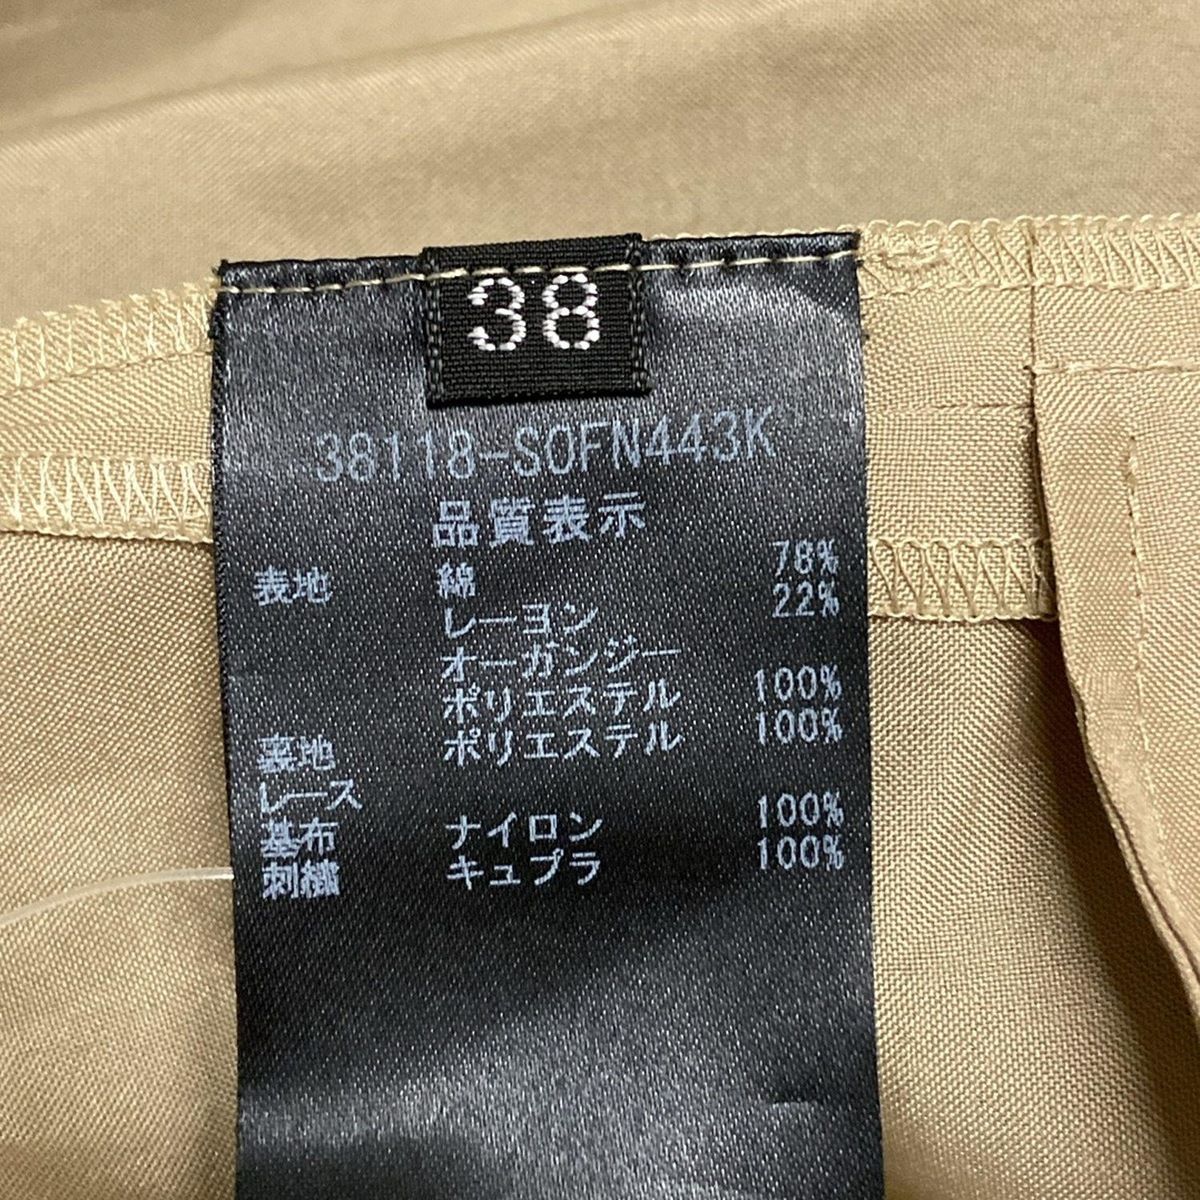 38
38118-S0FN443K
品質表示
表地 綿 78%
レーヨン 22%
オーガンジー
ポリエステル 100%
裏地 ポリエステル 100%
レース
基布 ナイロン 100%
刺繍 キュプラ 100%